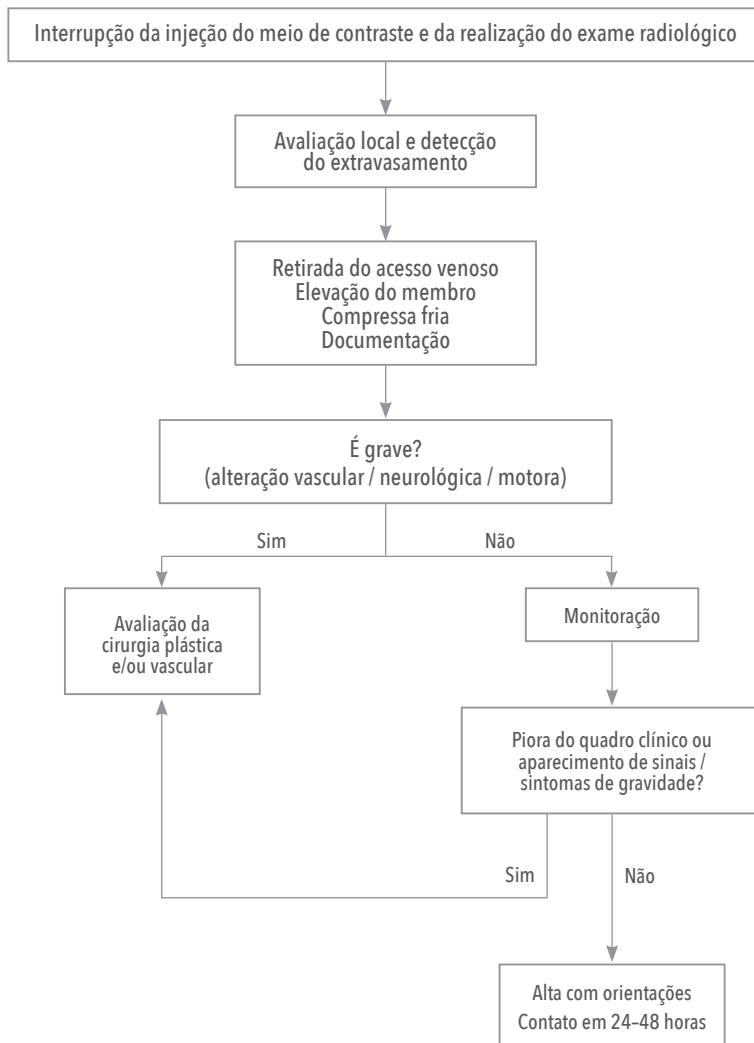 Interrupção da injeção do meio de contraste e da realização do exame radiológico
Avaliação local e detecção
do extravasamento
Retirada do acesso venoso
Elevação do membro
Compressa fria
Documentação
É grave?
(alteração vascular / neurológica / motora)
Sim
Não
Avaliação da
cirurgia plástica
e/ou vascular
Monitoração
Piora do quadro clínico ou
aparecimento de sinais /
sintomas de gravidade?
Sim
Não
Alta com orientações
Contato em 24–48 horas